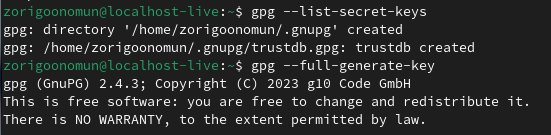 zorigoonomun@localhost-live:~$ gpg --list-secret-keys
gpg: directory '/home/zorigoonomun/.gnupg' created
gpg: /home/zorigoonomun/.gnupg/trustdb.gpg: trustdb created
zorigoonomun@localhost-live:~$ gpg --full-generate-key
gpg (GnuPG) 2.4.3; Copyright (C) 2023 g10 Code GmbH
This is free software: you are free to change and redistribute it.
There is NO WARRANTY, to the extent permitted by law.